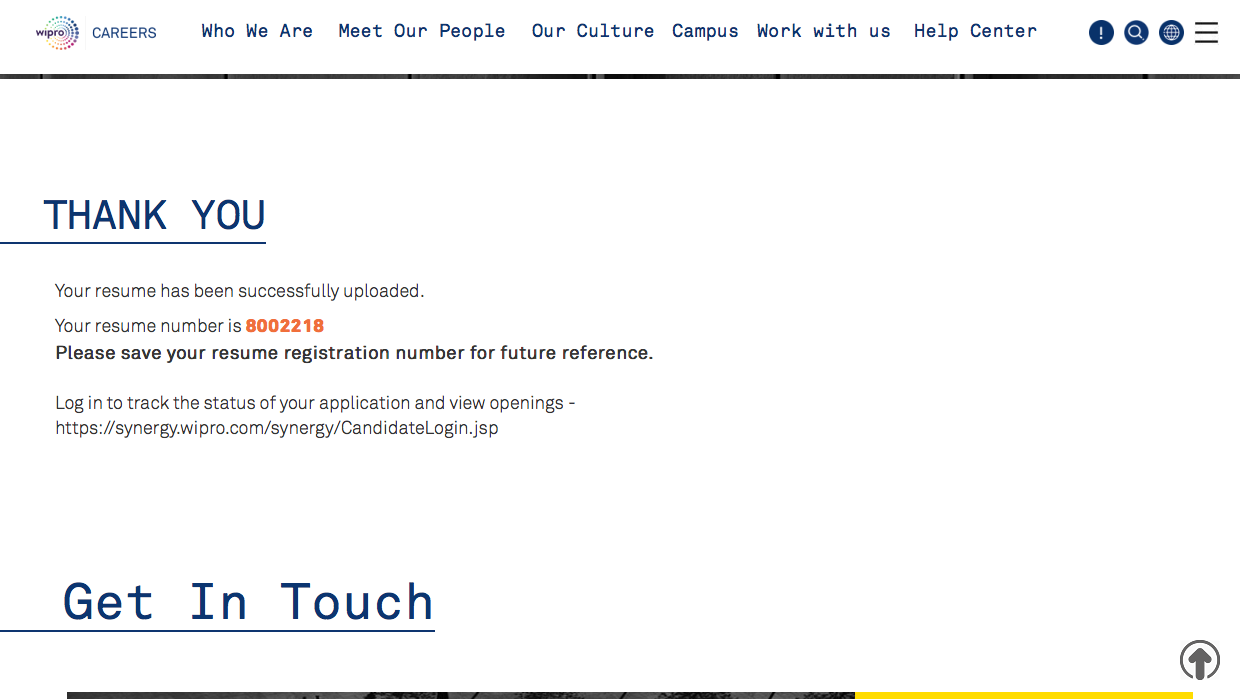 wipro CAREERS Who We Are Meet Our People Our Culture Campus Work with us Help Center
THANK YOU
Your resume has been successfully uploaded.
Your resume number is 8002218
Please save your resume registration number for future reference.
Log in to track the status of your application and view openings -
https://synergy.wipro.com/synergy/CandidateLogin.jsp
Get In Touch